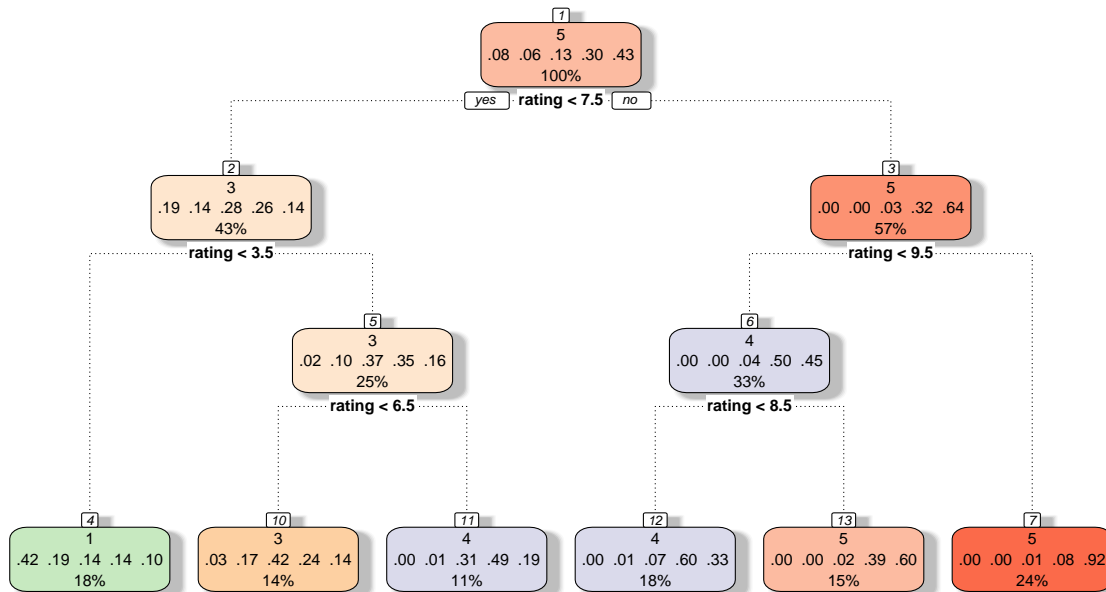 1
5
.08 .06 .13 .30 .43
100%
yes rating < 7.5 no
2
3
.19 .14 .28 .26 .14
43%
rating < 3.5
3
5
.00 .00 .03 .32 .64
57%
rating < 9.5
5
3
.02 .10 .37 .35 .16
25%
rating < 6.5
6
4
.00 .00 .04 .50 .45
33%
rating < 8.5
4
1
.42 .19 .14 .14 .10
18%
10
3
.03 .17 .42 .24 .14
14%
11
4
.00 .01 .31 .49 .19
11%
12
4
.00 .01 .07 .60 .33
18%
13
5
.00 .00 .02 .39 .60
15%
7
5
.00 .00 .01 .08 .92
24%